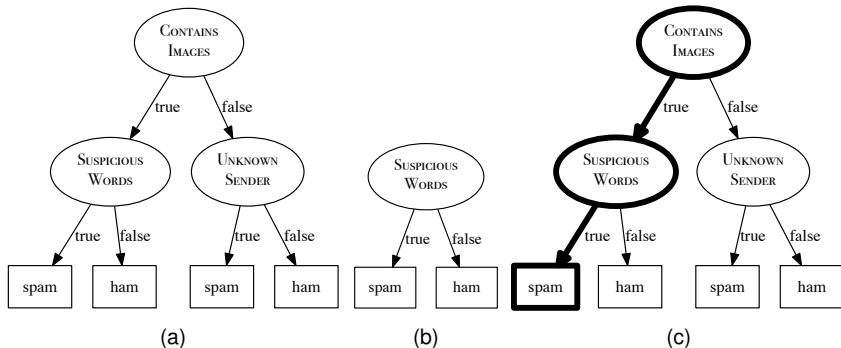 CONTAINS
IMAGES
true
false
SUSPICIOUS
WORDS
UNKNOWN
SENDER
true
false
true
false
spam
ham
spam
ham
(a)
SUSPICIOUS
WORDS
true
false
spam
ham
(b)
CONTAINS
IMAGES
true
false
SUSPICIOUS
WORDS
UNKNOWN
SENDER
true
false
true
false
spam
ham
spam
ham
(c)